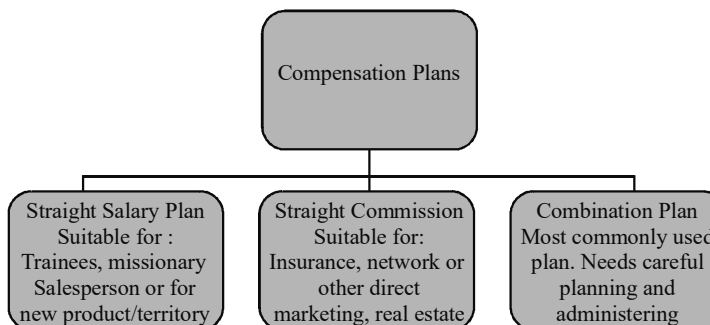 Compensation Plans
Straight Salary Plan
Suitable for :
Trainees, missionary
Salesperson or for
new product/territory
Straight Commission
Suitable for:
Insurance, network or
other direct
marketing, real estate
Combination Plan
Most commonly used
plan. Needs careful
planning and
administering